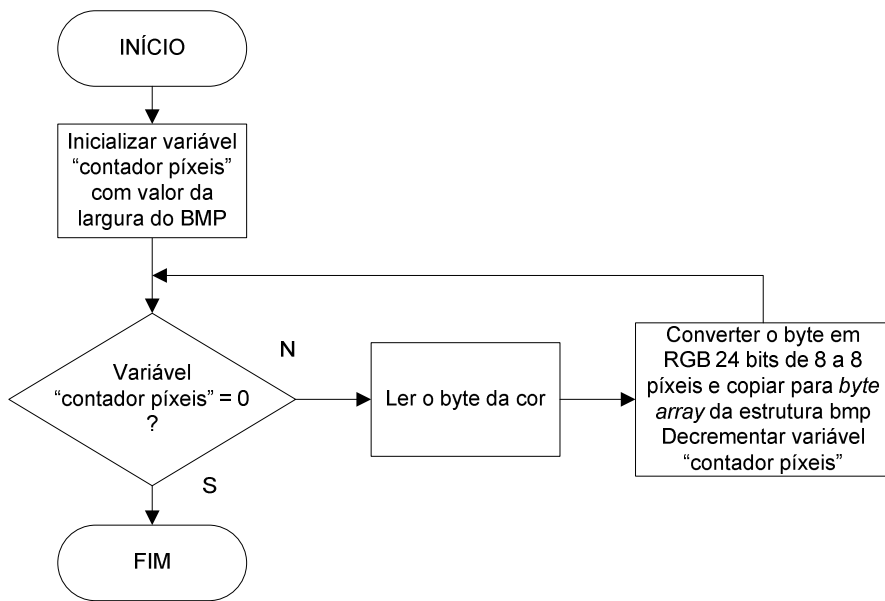 INÍCIO
Inicializar variável
“contador píxeis”
com valor da
largura do BMP
Variável
“contador píxeis” = 0
?
N
S
Ler o byte da cor
Converter o byte em
RGB 24 bits de 8 a 8
píxeis e copiar para byte
array da estrutura bmp
Decrementar variável
“contador píxeis”
FIM